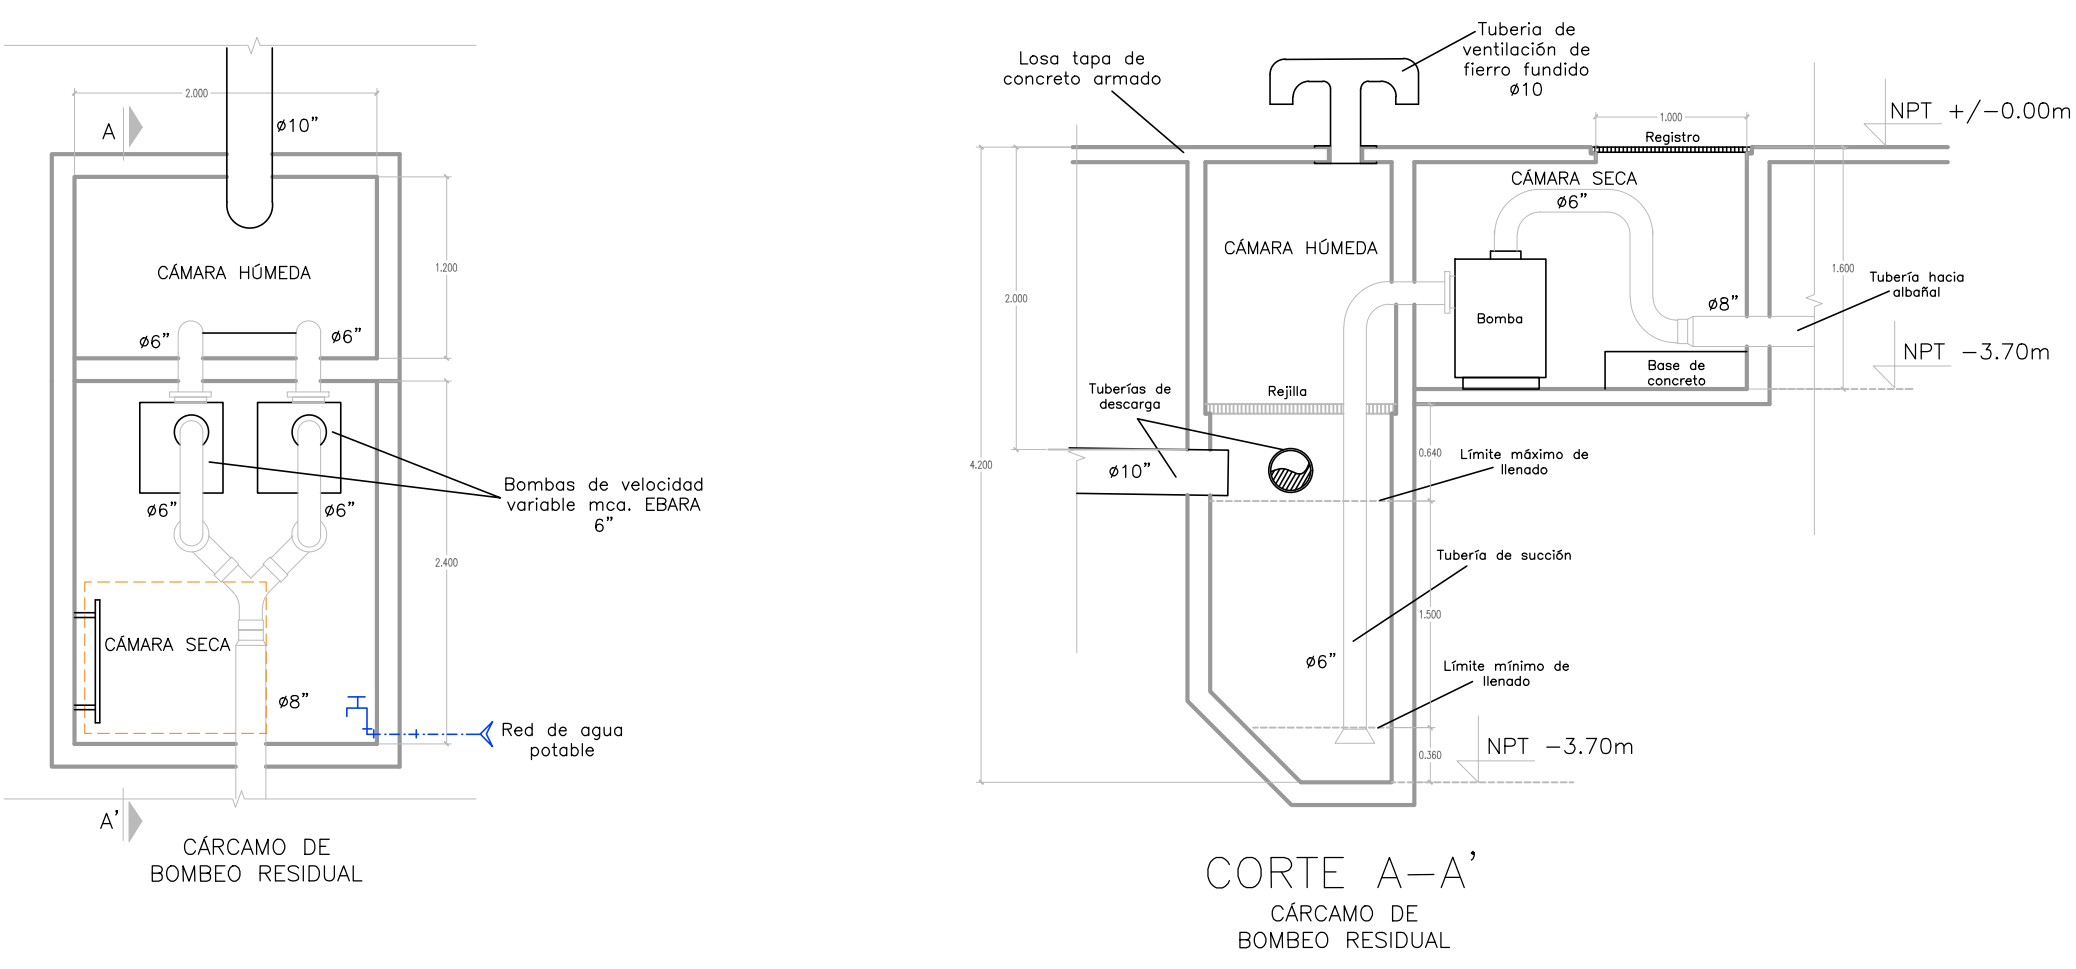 2.000
A
ø10”
CÁMARA HÚMEDA
1.200
ø6”
ø6”
ø6”
ø6”
Bombas de velocidad
variable mca. EBARA
6”
2.400
CÁMARA SECA
ø8”
Red de agua
potable
A’
CÁRCAMO DE
BOMBEO RESIDUAL
Losa tapa de
concreto armado
Tuberia de
ventilación de
fierro fundido
ø10
1.000
Registro
NPT +/−0.00m
CÁMARA SECA
ø6”
CÁMARA HÚMEDA
2.000
1.600
Tubería hacia
albañal
ø8”
Bomba
NPT −3.70m
Base de
concreto
Rejilla
Tuberías de
descarga
ø10”
4.200
0.640
Límite máximo de
llenado
Tubería de succión
1.500
ø6”
Límite mínimo de
llenado
0.360
NPT −3.70m
CORTE A−A’
CÁRCAMO DE
BOMBEO RESIDUAL